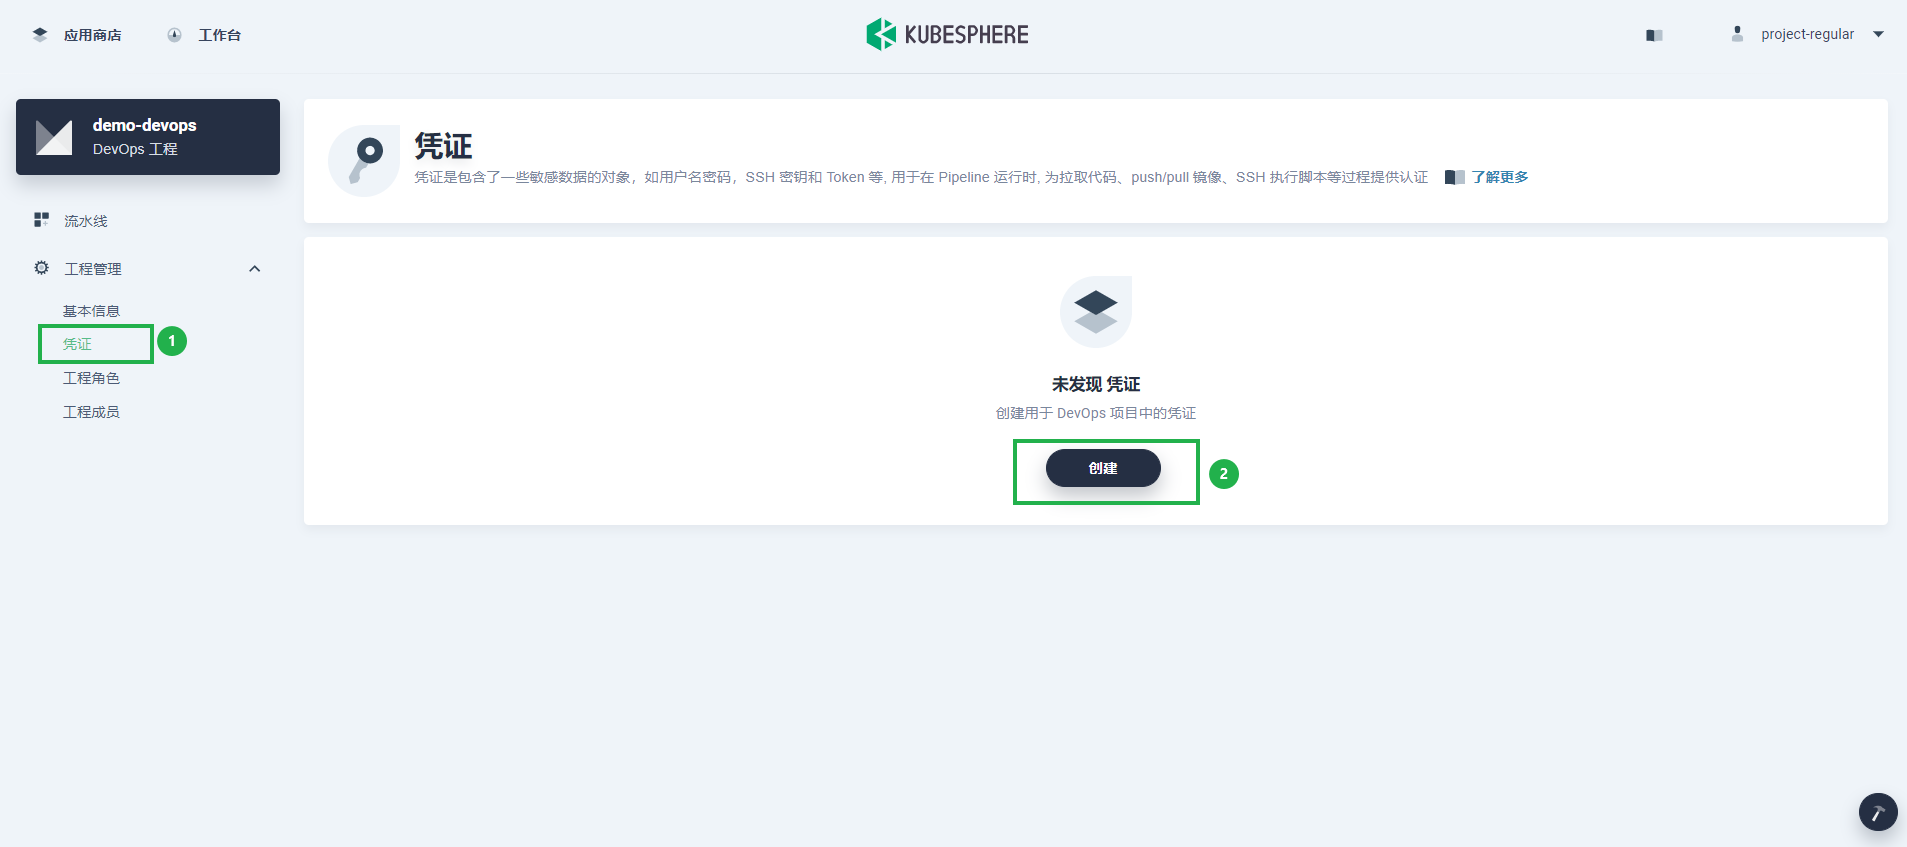 应用商店 工作台 KUBESPHERE project-regular
demo-devops
DevOps 工程
流水线
工程管理
基本信息
凭证 1
工程角色
工程成员
凭证
凭证是包含了一些敏感数据的对象，如用户名密码，SSH 密钥和 Token 等, 用于在 Pipeline 运行时, 为拉取代码、push/pull 镜像、SSH 执行脚本等过程提供认证 了解更多
未发现 凭证
创建用于 DevOps 项目中的凭证
创建 2